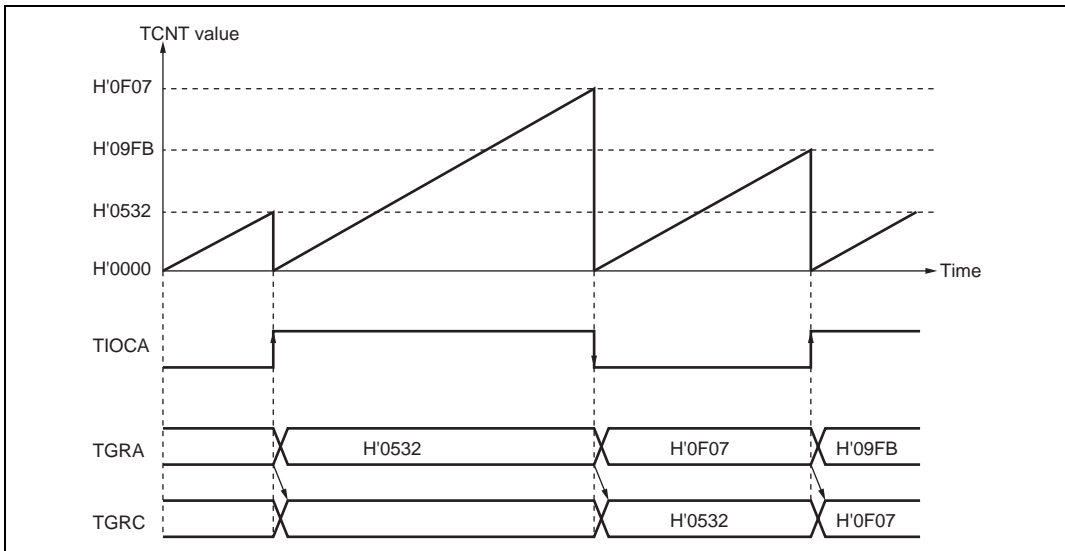 TCNT value
H'0F07
H'09FB
H'0532
H'0000
Time
TIOCA
TGRA
H'0532
H'0F07
H'09FB
TGRC
H'0532
H'0F07